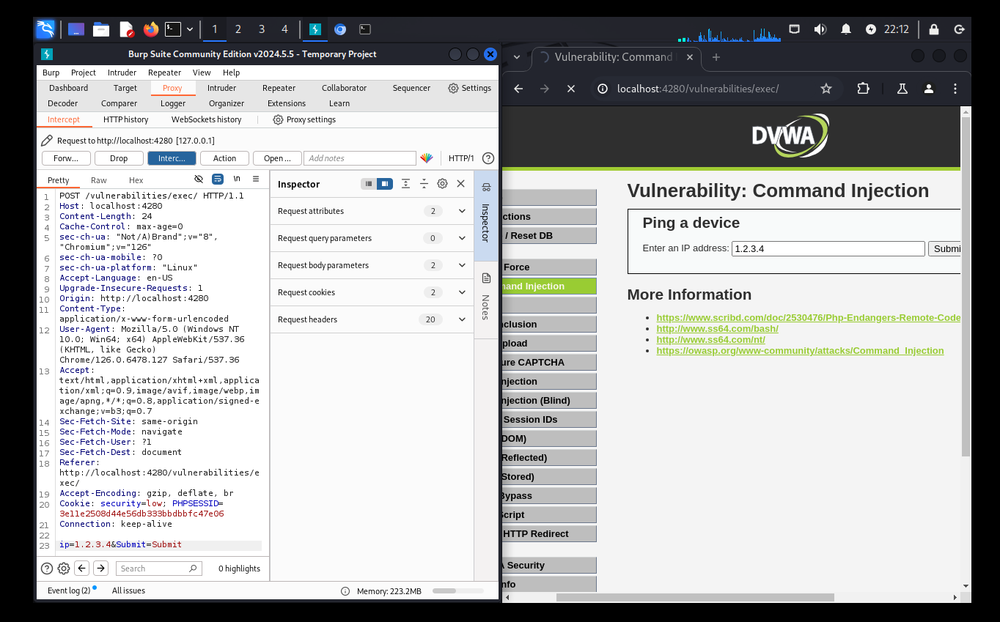 1 2 3 4 22:12
Burp Suite Community Edition v2024.5.5 - Temporary Project
Burp Project Intruder Repeater View Help
Dashboard Target Proxy Intruder Repeater Collaborator Sequencer Settings
Decoder Comparer Logger Organizer Extensions Learn
Intercept HTTP history WebSockets history Proxy settings
Request to http://localhost:4280 [127.0.0.1]
Forw... Drop Interc... Action Open ... Add notes HTTP/1
Pretty Raw Hex \n
1 POST /vulnerabilities/exec/ HTTP/1.1
2 Host: localhost:4280
3 Content-Length: 24
4 Cache-Control: max-age=0
5 sec-ch-ua: "Not/A)Brand";v="8",
"Chromium";v="126"
6 sec-ch-ua-mobile: ?0
7 sec-ch-ua-platform: "Linux"
8 Accept-Language: en-US
9 Upgrade-Insecure-Requests: 1
10 Origin: http://localhost:4280
11 Content-Type:
application/x-www-form-urlencoded
12 User-Agent: Mozilla/5.0 (Windows NT
10.0; Win64; x64) AppleWebKit/537.36
(KHTML, like Gecko)
Chrome/126.0.6478.127 Safari/537.36
13 Accept:
text/html,application/xhtml+xml,applica
tion/xml;q=0.9,image/avif,image/webp,im
age/apng,*/*;q=0.8,application/signed-e
xchange;v=b3;q=0.7
14 Sec-Fetch-Site: same-origin
15 Sec-Fetch-Mode: navigate
16 Sec-Fetch-User: ?1
17 Sec-Fetch-Dest: document
18 Referer:
http://localhost:4280/vulnerabilities/e
xec/
19 Accept-Encoding: gzip, deflate, br
20 Cookie: security=low; PHPSESSID=
3e11e2508d44e56db333bbdbbfc47e06
21 Connection: keep-alive
22
23 ip=1.2.3.4&Submit=Submit
Search 0 highlights
Inspector
Request attributes 2
Request query parameters 0
Request body parameters 2
Request cookies 2
Request headers 20
Inspector
Notes
Event log (2) All issues Memory: 223.2MB
Vulnerability: Command
localhost:4280/vulnerabilities/exec/
DVWA
ctions
/ Reset DB
Force
mand Injection
nclusion
pload
ure CAPTCHA
njection
njection (Blind)
Session IDs
DOM)
Reflected)
Stored)
Bypass
Script
HTTP Redirect
A Security
nfo
Vulnerability: Command Injection
Ping a device
Enter an IP address: 1.2.3.4 Submi
More Information
https://www.scribd.com/doc/2530476/Php-Endangers-Remote-Code
http://www.ss64.com/bash/
http://www.ss64.com/nt/
https://owasp.org/www-community/attacks/Command_Injection